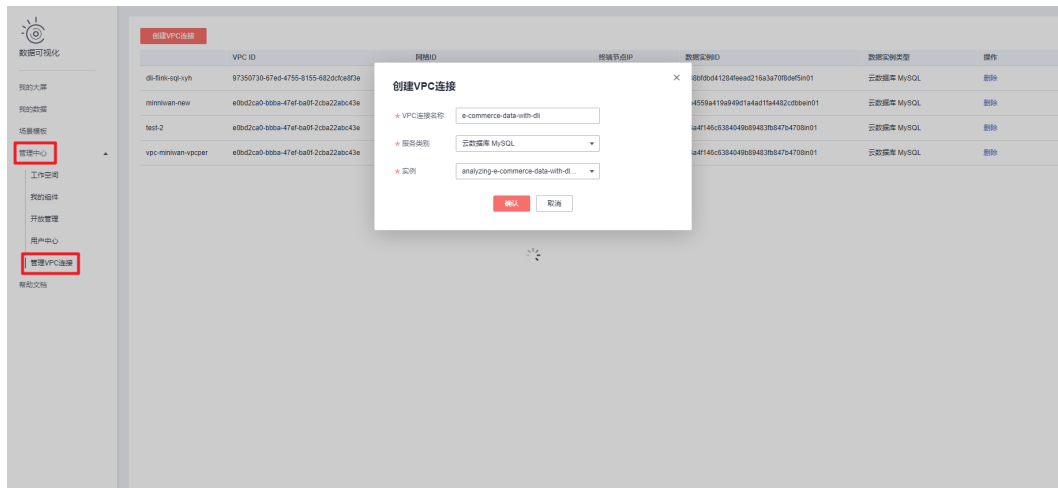 数据可视化
我的大屏
我的数据
场景模板
管理中心
工作空间
我的组件
开放管理
用户中心
管理VPC连接
帮助文档
创建VPC连接
VPC ID 网络ID 终端节点IP 数据实例ID 数据实例类型 操作
dli-flink-sql-xyh 97350730-67ed-4755-8155-682dcfce8f3e 云数据库 MySQL 删除
minniwan-new e0bd2ca0-bbba-47ef-ba0f-2cba22abc43e 云数据库 MySQL 删除
test-2 e0bd2ca0-bbba-47ef-ba0f-2cba22abc43e 云数据库 MySQL 删除
vpc-miniwan-vpcper e0bd2ca0-bbba-47ef-ba0f-2cba22abc43e 云数据库 MySQL 删除
创建VPC连接
★ VPC连接名称 e-commerce-data-with-dli
★ 服务类别 云数据库 MySQL
★ 实例 analyzing-e-commerce-data-with-dl...
确认 取消